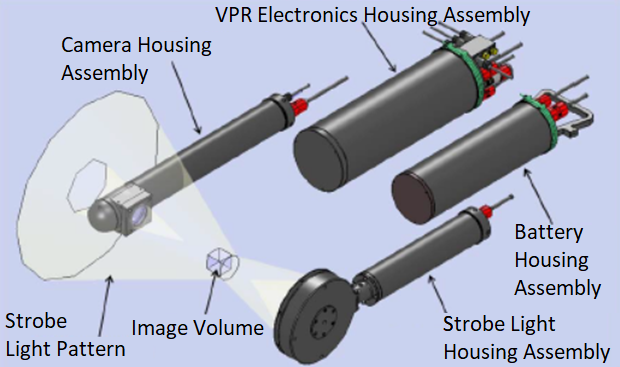 VPR Electronics Housing Assembly
Camera Housing
Assembly
Battery
Housing
Assembly
Strobe
Light Pattern
Image Volume
Strobe Light
Housing Assembly